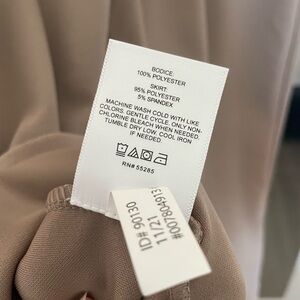 BODICE:
100% POLYESTER
SKIRT:
95% POLYESTER
5% SPANDEX
MACHINE WASH COLD WITH LIKE
COLORS. GENTLE CYCLE. ONLY NON-
CHLORINE BLEACH WHEN NEEDED.
TUMBLE DRY LOW. COOL IRON
IF NEEDED.
RN# 55285
ID# 90130
11/21
#0007804913